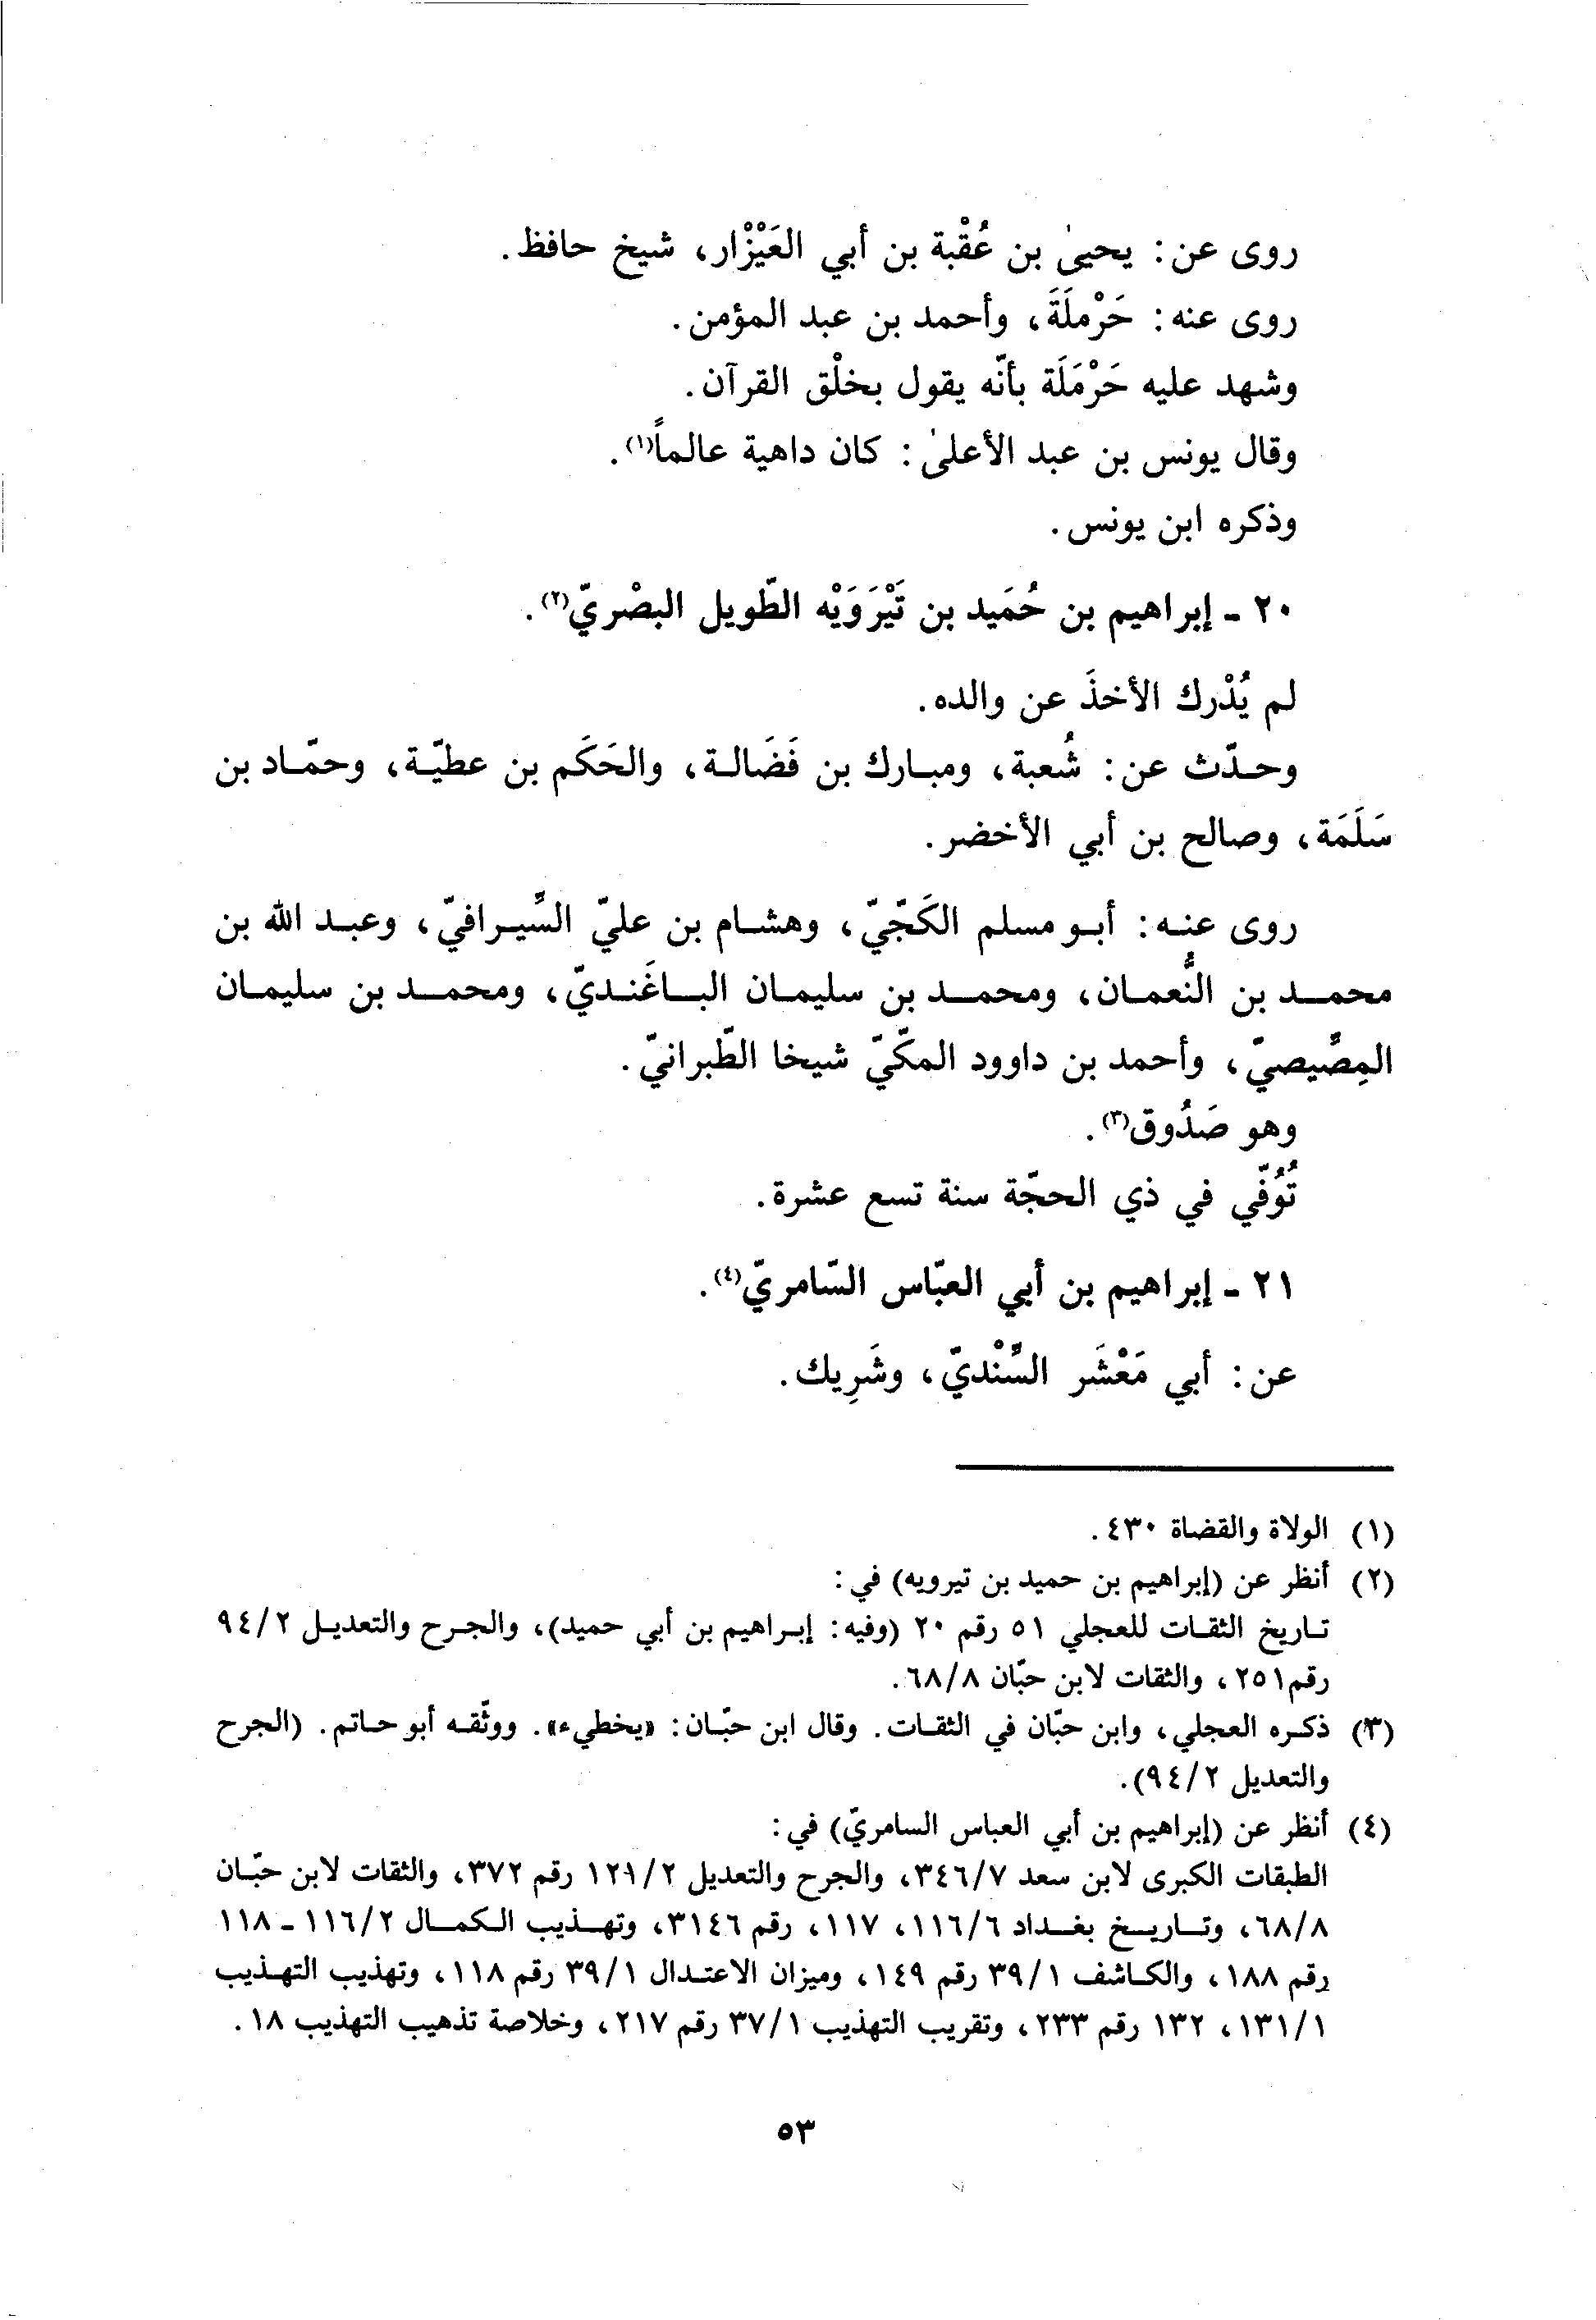 روى عن: يحيىٰ بن عُقْبة بن أبي العَيْزْار، شيخ حافظ.
روى عنه: حَرْملَةَ، وأحمد بن عبد المؤمن.
وشهد عليه حَرْمَلَة بأنّه يقول بخلْق القرآن.
وقال يونس بن عبد الأعلىٰ: كان داهية عالماً(١).
وذكره ابن يونس.
٢٠ - إبراهيم بن حُمَيد بن تَيْرَوَيْه الطّويل البصْريّ(٢).
لم يُدْرك الأخذَ عن والده.
وحدّث عن: شُعبة، ومبارك بن فَضَالة، والحَكَم بن عطيّة، وحمّاد بن
سَلَمَة، وصالح بن أبي الأخضر.
روى عنه: أبو مسلم الكَجّيّ، وهشام بن عليّ السِّيرافيّ، وعبد الله بن
محمد بن النُّعمان، ومحمد بن سليمان الباغَنديّ، ومحمد بن سليمان
المِصِّيصيّ، وأحمد بن داوود المكّيّ شيخا الطّبرانيّ.
وهو صَدُوق(٣).
تُوُفّي في ذي الحجّة سنة تسع عشرة.
٢١ - إبراهيم بن أبي العبّاس السّامريّ(٤).
عن: أبي مَعْشَر السِّنْديّ، وشَرِيك.
(١) الولاة والقضاة ٤٣٠.
(٢) أنظر عن (إبراهيم بن حميد بن تيرويه) في:
تاريخ الثقات للعجلي ٥١ رقم ٢٠ (وفيه: إبراهيم بن أبي حميد)، والجرح والتعديل ٩٤/٢
رقم ٢٥١، والثقات لابن حبّان ٦٨/٨.
(٣) ذكره العجلي، وابن حبّان في الثقات. وقال ابن حبّان: «يخطيء». ووثّقه أبو حاتم. (الجرح
والتعديل ٩٤/٢).
(٤) أنظر عن (إبراهيم بن أبي العباس السامريّ) في:
الطبقات الكبرى لابن سعد ٣٤٦/٧، والجرح والتعديل ١٢١/٢ رقم ٣٧٢، والثقات لابن حبّان
٦٨/٨، وتاريخ بغداد ١١٦/٦، ١١٧، رقم ٣١٤٦، وتهذيب الكمال ١١٦/٢ - ١١٨
رقم ١٨٨، والكاشف ٣٩/١ رقم ١٤٩، وميزان الاعتدال ٣٩/١ رقم ١١٨، وتهذيب التهذيب
١٣١/١، ١٣٢ رقم ٢٣٣، وتقريب التهذيب ٣٧/١ رقم ٢١٧، وخلاصة تذهيب التهذيب ١٨.
٥٣